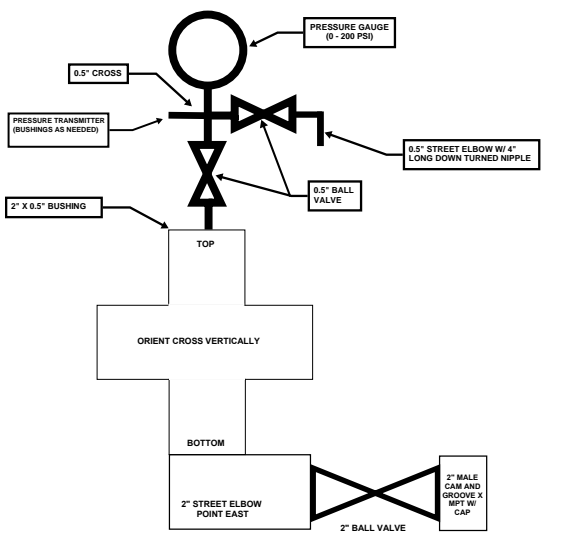 PRESSURE GAUGE
(0 - 200 PSI)
0.5" CROSS
PRESSURE TRANSMITTER
(BUSHINGS AS NEEDED)
0.5" STREET ELBOW W/ 4"
LONG DOWN TURNED NIPPLE
0.5" BALL
VALVE
2" X 0.5" BUSHING
TOP
ORIENT CROSS VERTICALLY
BOTTOM
2" STREET ELBOW
POINT EAST
2" BALL VALVE
2" MALE
CAM AND
GROOVE X
MPT W/
CAP